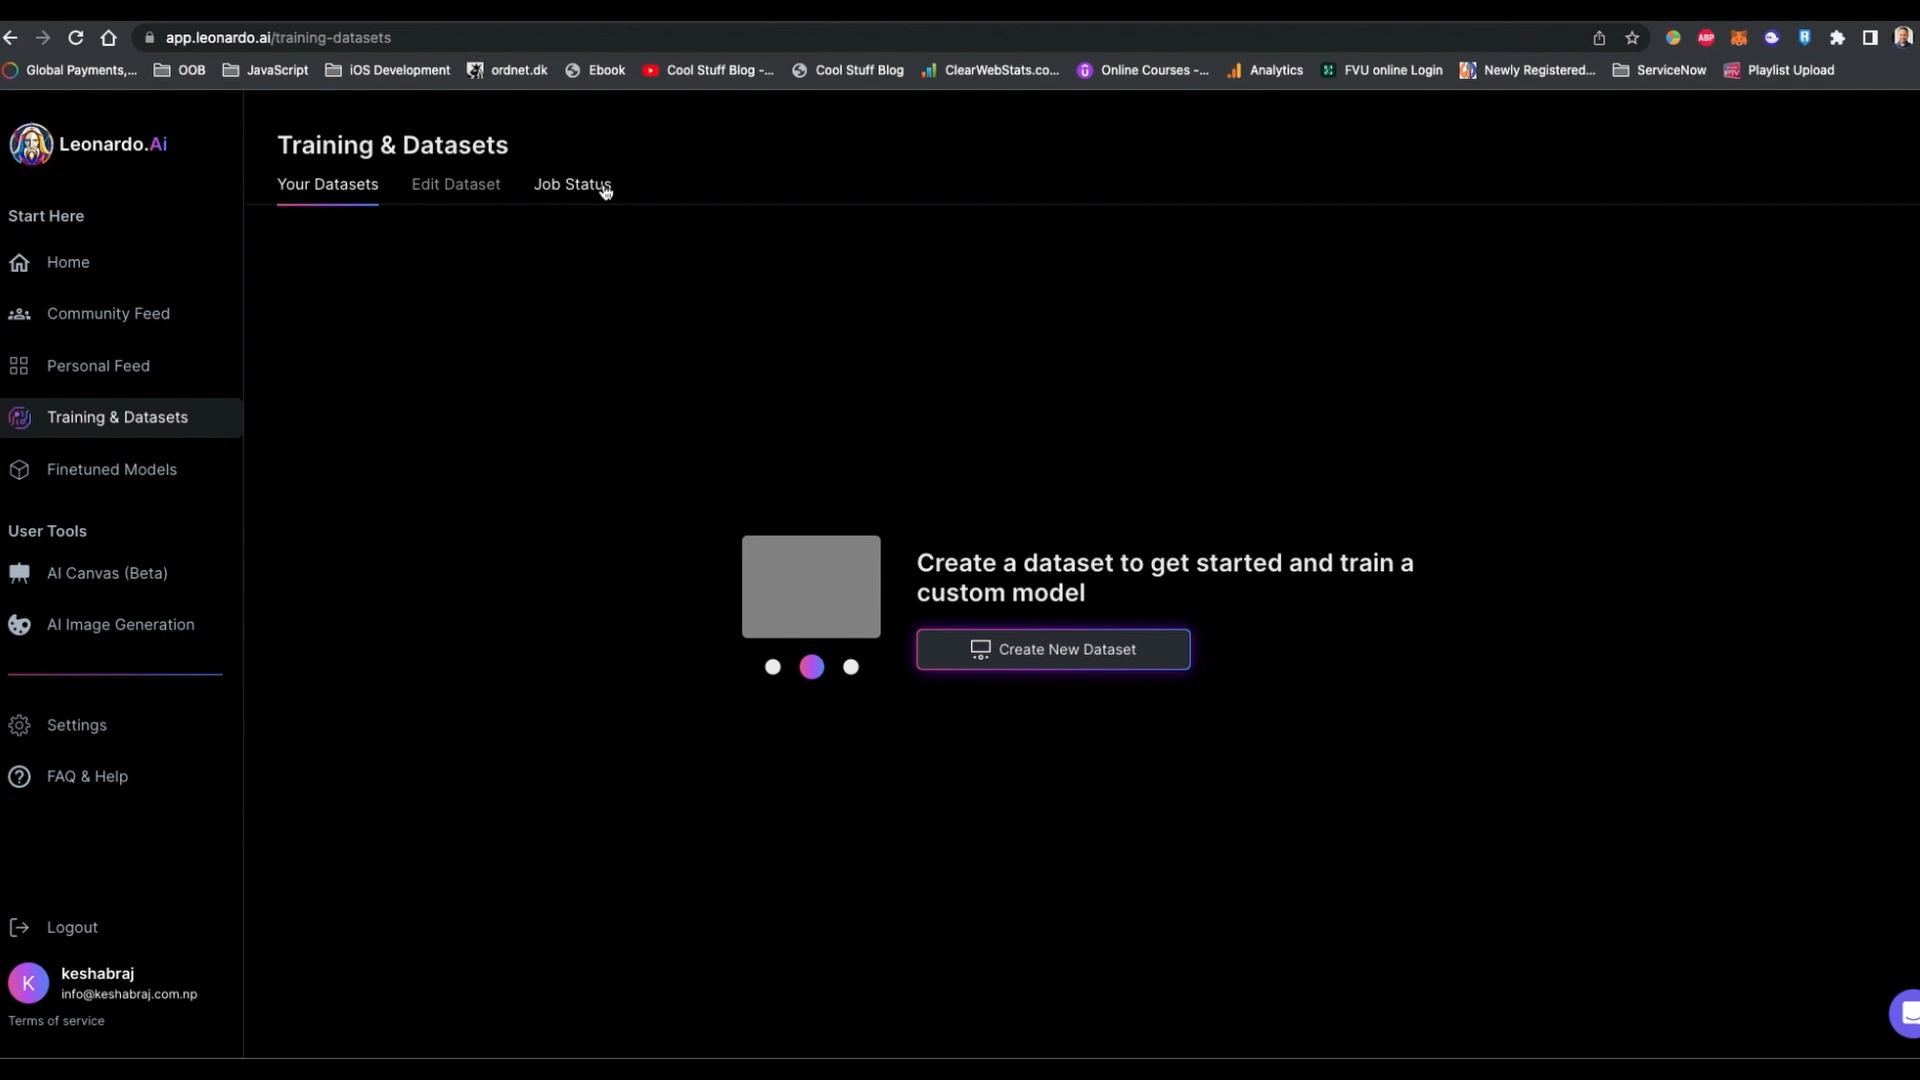 app.leonardo.ai/training-datasets
ABP
Global Payments,...
OOB
JavaScript
iOS Development
ordnet.dk
Ebook
Cool Stuff Blog -...
Cool Stuff Blog
ClearWebStats.co...
Online Courses -...
Analytics
FVU online Login
Newly Registered...
ServiceNow
Playlist Upload
Leonardo.Ai
Training & Datasets
Your Datasets
Edit Dataset
Job Status
Start Here
Home
Community Feed
Personal Feed
Training & Datasets
Finetuned Models
User Tools
AI Canvas (Beta)
AI Image Generation
Create a dataset to get started and train a
custom model
Create New Dataset
Settings
FAQ & Help
Logout
K
keshabraj
info@keshabraj.com.np
Terms of service